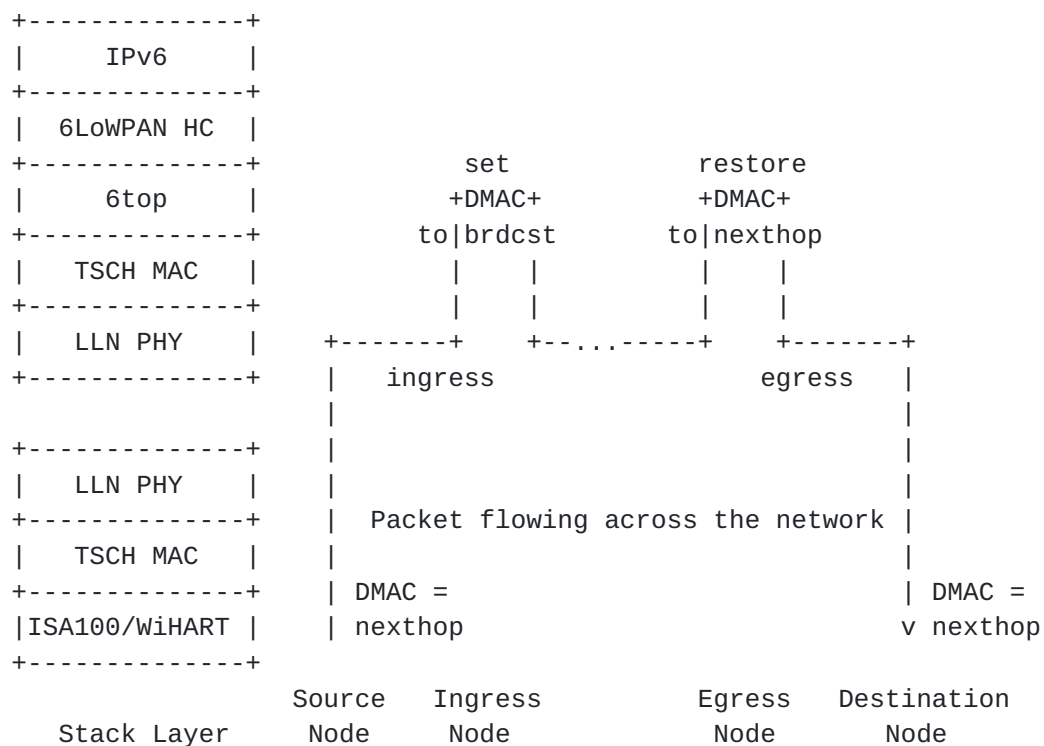 +--------------+
|     IPv6     |
+--------------+
|  6LoWPAN HC  |
+--------------+             set            restore
|     6top     |            +DMAC+          +DMAC+
+--------------+          to|brdcst       to|nexthop
|   TSCH MAC   |            |    |          |    |
+--------------+            |    |          |    |
|   LLN PHY    |    +-------+    +--...-----+    +-------+
+--------------+    |   ingress                 egress   |
                    |                                    |
+--------------+    |                                    |
|   LLN PHY    |    |                                    |
+--------------+    |  Packet flowing across the network |
|   TSCH MAC   |    |                                    |
+--------------+    | DMAC =                             | DMAC =
|ISA100/WiHART |    | nexthop                            v nexthop
+--------------+
                  Source   Ingress          Egress   Destination
   Stack Layer     Node     Node             Node       Node